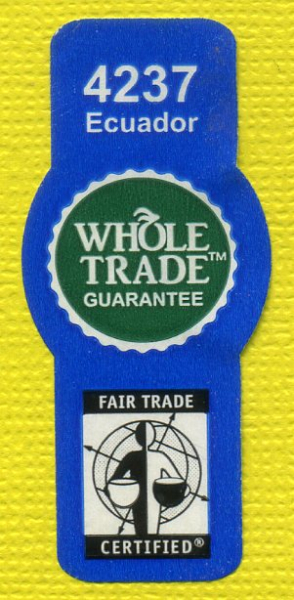 4237
Ecuador
WHOLE
TRADE™
GUARANTEE
FAIR TRADE
CERTIFIED®